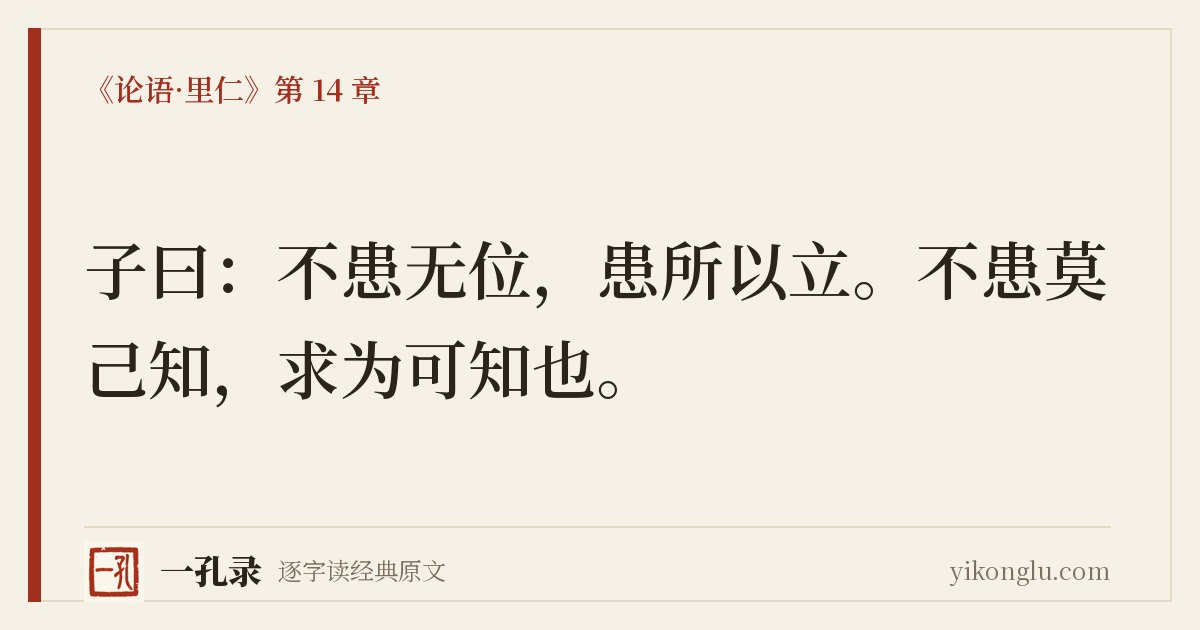 《论语·里仁》第 14 章
子曰：不患无位，患所以立。不患莫
己知，求为可知也。
一孔
一孔录 逐字读经典原文 yikonglu.com